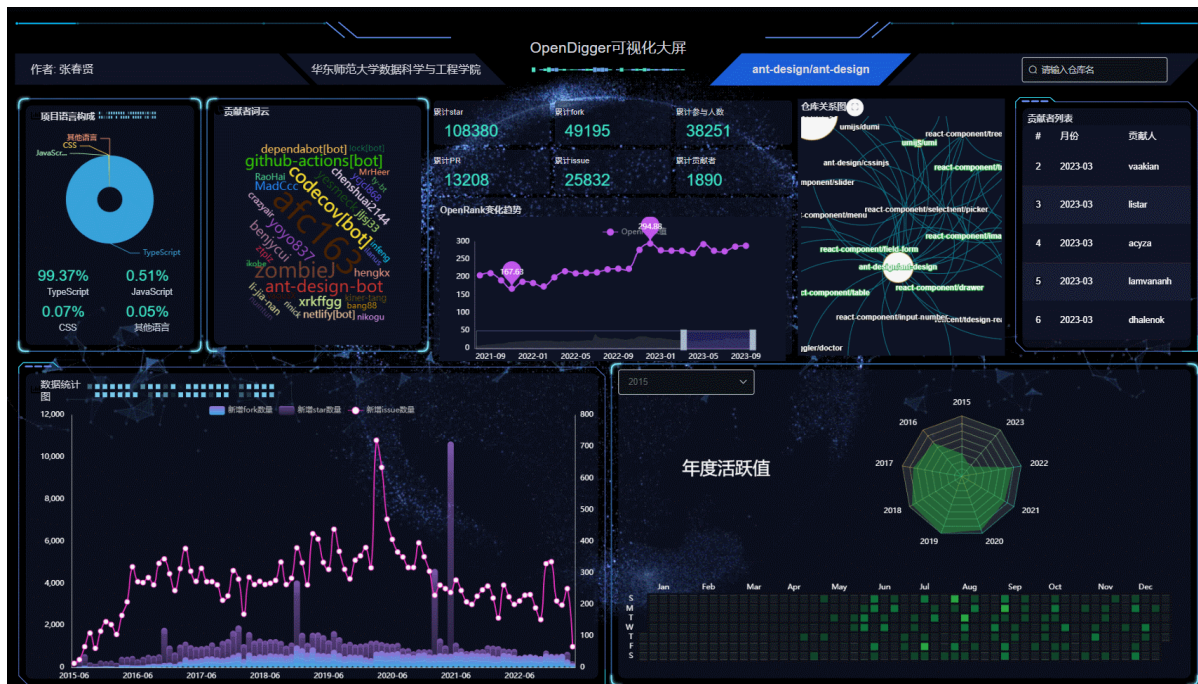 OpenDigger可视化大屏
作者: 张春贤
华东师范大学数据科学与工程学院
ant-design/ant-design
请输入仓库名
项目语言构成
其他语言
CSS
JavaScr...
TypeScript
99.37%
0.51%
TypeScript
JavaScript
0.07%
0.05%
CSS
其他语言
贡献者词云
dependabot[bot]
lock[bot]
github-actions[bot]
MrHeer
RaoHai
MadCcc
codecov[bot]
chenshuai2144
yesmeck
afc163
crazyair
yoyo837
jljsj33
benjycui
zombieJ
hengkx
ant-design-bot
li-jia-nan
xrkffgg
kiner-tang
bang88
rinick
netlify[bot]
nikogu
累计star
累计fork
累计参与人数
108380
49195
38251
累计PR
累计issue
累计贡献者
13208
25832
1890
OpenRank变化趋势
294.88
167.63
300
250
200
150
100
50
0
2021-09
2022-01
2022-05
2022-09
2023-01
2023-05
2023-09
仓库关系图
umijs/dumi
react-component/tree
umijs/umi
ant-design/cssinjs
react-component/picker
react-component/field-form
ant-design/ant-design
react-component/drawer
react-component/input-number
贡献者列表
# 月份 贡献人
2 2023-03 vaakian
3 2023-03 listar
4 2023-03 acyza
5 2023-03 lamvananh
6 2023-03 dhalenok
数据统计
图
新增fork数量
新增star数量
新增issue数量
12,000
10,000
8,000
6,000
4,000
2,000
0
800
700
600
500
400
300
200
100
0
2015-06
2016-06
2017-06
2018-06
2019-06
2020-06
2021-06
2022-06
2015
年度活跃值
2015
2016
2023
2017
2022
2018
2021
2019
2020
Jan Feb Mar Apr May Jun Jul Aug Sep Oct Nov Dec
S
M
T
W
T
F
S